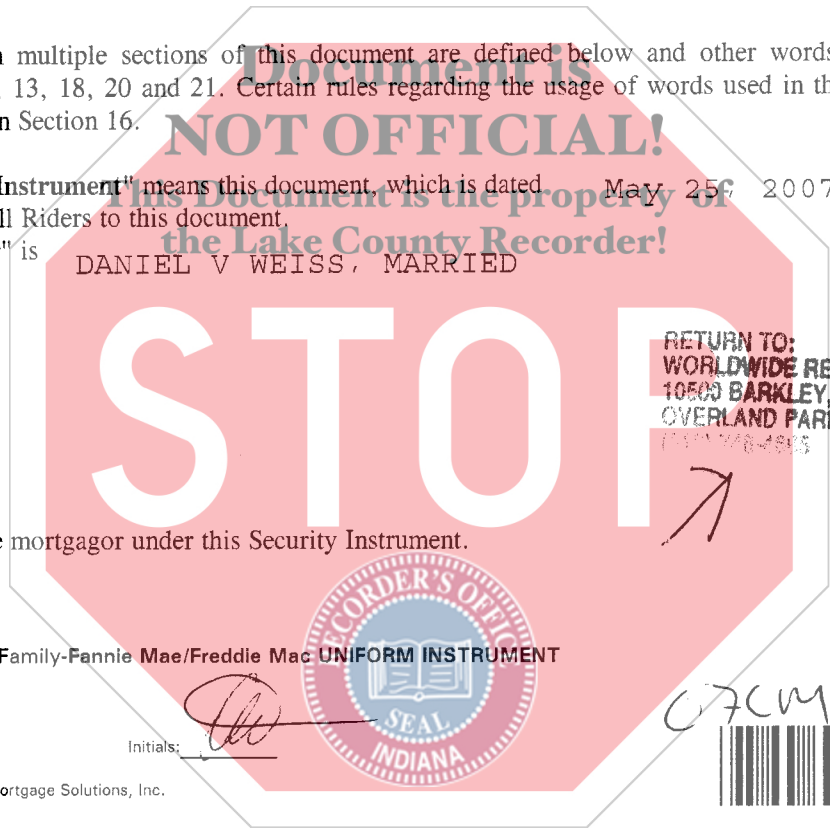 multiple sections of this document are defined below and other words
13, 18, 20 and 21. Certain rules regarding the usage of words used in
n Section 16.
Document is
NOT OFFICIAL!
This Document is the property of
the Lake County Recorder!
Instrument" means this document, which is dated May 25, 2007
ll Riders to this document.
" is
DANIEL V WEISS, MARRIED
STOP
RETURN TO:
WORLDWIDE RE
10500 BARKLEY,
OVERLAND PAR
e mortgagor under this Security Instrument.
RECORDER'S OFFICE
SEAL
INDIANA
Family-Fannie Mae/Freddie Mac UNIFORM INSTRUMENT
07CM
Initials:
ortgage Solutions, Inc.